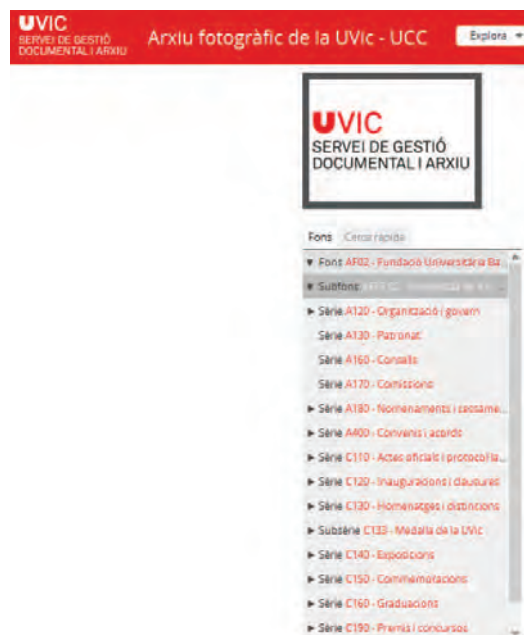 UVIC
SERVEI DE GESTIÓ
DOCUMENTAL I ARXIU
Arxiu fotogràfic de la UVic - UCC
Explora
UVIC
SERVEI DE GESTIÓ
DOCUMENTAL I ARXIU
Fons Cerca ràpida
Fons AF02 - Fundació Universitària Ba...
Subfons
Sèrie A120 - Organització i govern
Sèrie A130 - Patronat
Sèrie A160 - Consells
Sèrie A170 - Comissions
Sèrie A180 - Nomenaments i cessame...
Sèrie A400 - Convenis i acords
Sèrie C110 - Actes oficials i protocol·la...
Sèrie C120 - Inauguracions i clausures
Sèrie C130 - Homenatges i distincions
Subsèrie C133 - Medalla de la UVic
Sèrie C140 - Exposicions
Sèrie C150 - Commemoracions
Sèrie C160 - Graduacions
Sèrie C190 - Premis i concursos